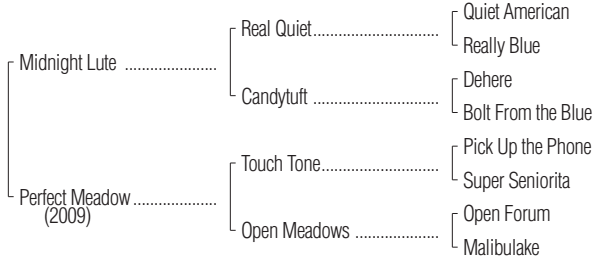 Quiet American
Real Quiet......................
Really Blue
Midnight Lute ......................
Dehere
Candytuft ..............................
Bolt From the Blue
Pick Up the Phone
Touch Tone............................
Super Seniorita
Perfect Meadow....................
(2009)
Open Forum
Open Meadows ....................
Malibulake